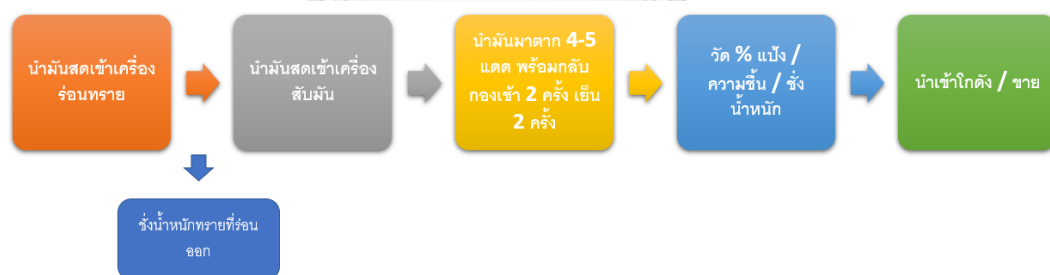 นำมันสดเข้าเครื่อง
ร่อนทราย
นำมันสดเข้าเครื่อง
สับมัน
นำมันมาตาก 4-5
แดด พร้อมกลับ
กองเช้า 2 ครั้ง เย็น
2 ครั้ง
วัด % แป้ง /
ความชื้น / ชั่ง
น้ำหนัก
นำเข้าโกดัง / ขาย
ชั่งน้ำหนักทรายที่ร่อน
ออก